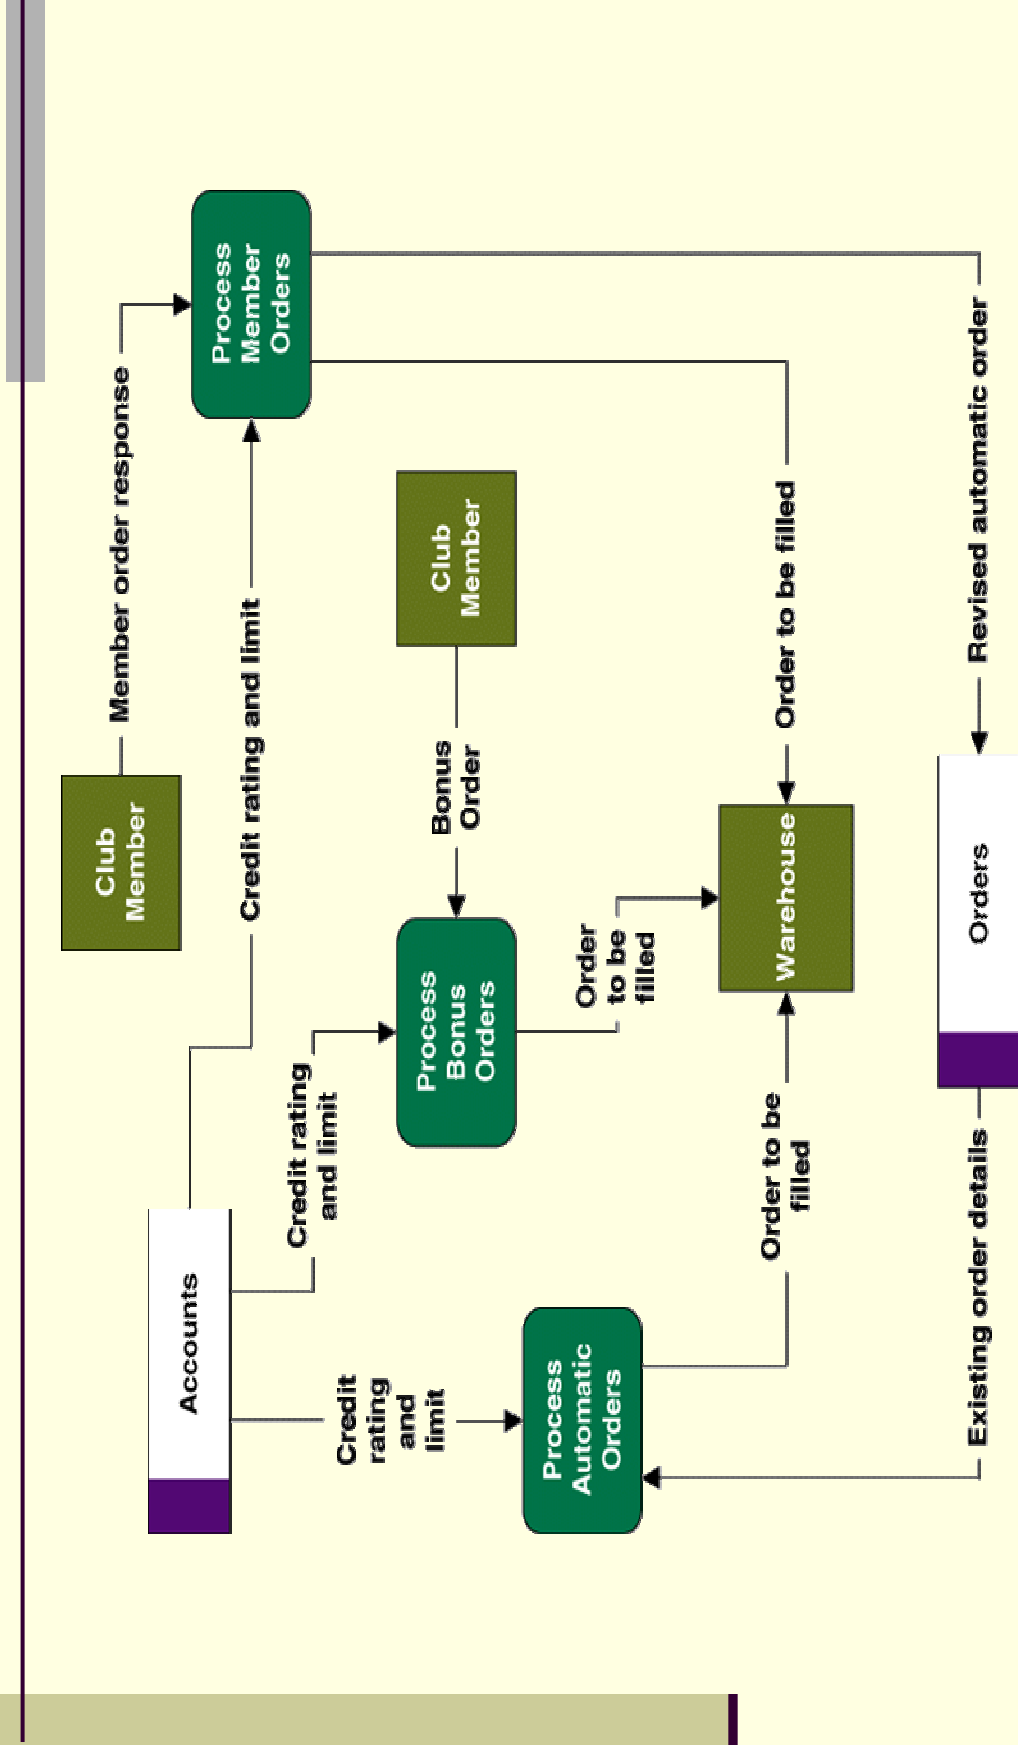 Club
Member
Member order response
Process
Member
Orders
Credit rating and limit
Accounts
Credit rating
and limit
Credit
rating
and
limit
Process
Bonus
Orders
Bonus
Order
Club
Member
Process
Automatic
Orders
Order
to be
filled
Order to be
filled
Warehouse
Order to be filled
Existing order details
Orders
Revised automatic order